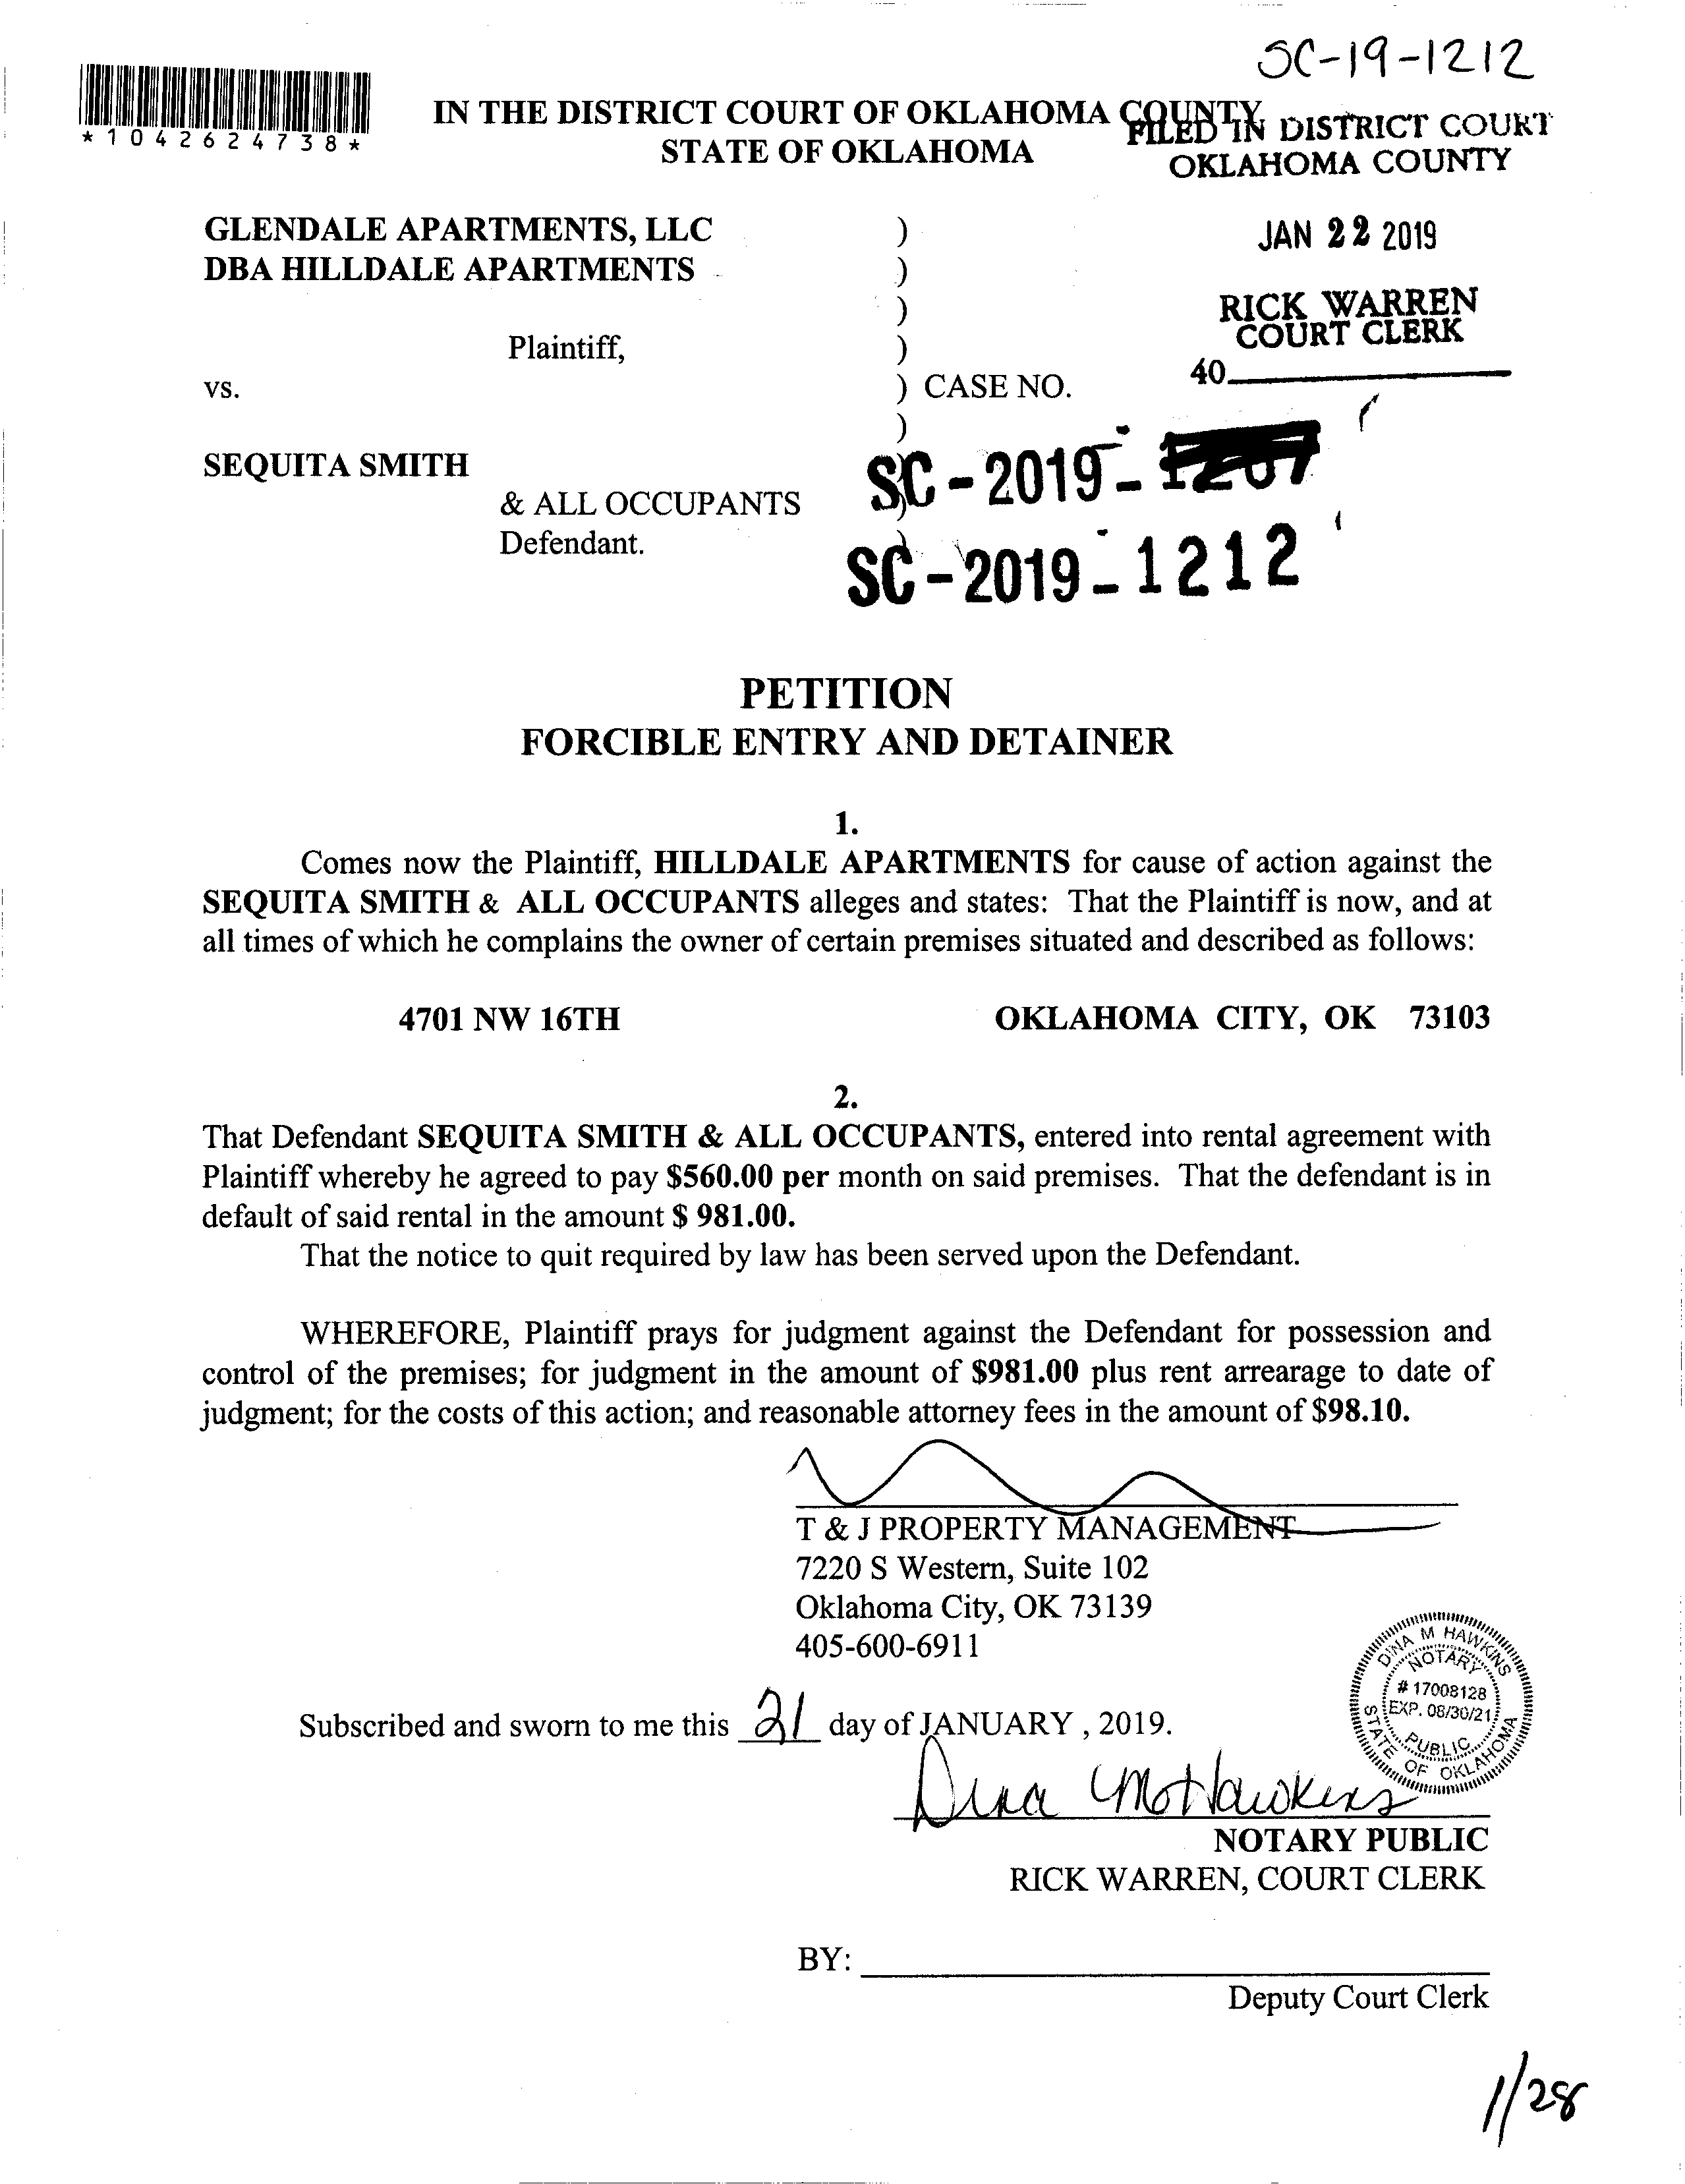 SC-19-1212
*1042624738*
IN THE DISTRICT COURT OF OKLAHOMA COUNTY
STATE OF OKLAHOMA
FILED IN DISTRICT COURT
OKLAHOMA COUNTY
JAN 22 2019
RICK WARREN
COURT CLERK
40
GLENDALE APARTMENTS, LLC )
DBA HILLDALE APARTMENTS )
)
Plaintiff, )
vs. ) CASE NO.
)
SEQUITA SMITH )
& ALL OCCUPANTS )
Defendant. )
SC-2019-1207
SC-2019-1212
PETITION
FORCIBLE ENTRY AND DETAINER
1.
Comes now the Plaintiff, HILLDALE APARTMENTS for cause of action against the
SEQUITA SMITH & ALL OCCUPANTS alleges and states: That the Plaintiff is now, and at
all times of which he complains the owner of certain premises situated and described as follows:
4701 NW 16TH OKLAHOMA CITY, OK 73103
2.
That Defendant SEQUITA SMITH & ALL OCCUPANTS, entered into rental agreement with
Plaintiff whereby he agreed to pay $560.00 per month on said premises. That the defendant is in
default of said rental in the amount $ 981.00.
That the notice to quit required by law has been served upon the Defendant.
WHEREFORE, Plaintiff prays for judgment against the Defendant for possession and
control of the premises; for judgment in the amount of $981.00 plus rent arrearage to date of
judgment; for the costs of this action; and reasonable attorney fees in the amount of $98.10.
T & J PROPERTY MANAGEMENT
7220 S Western, Suite 102
Oklahoma City, OK 73139
405-600-6911
DINA M HAWKINS
NOTARY
# 17008128
EXP. 08/30/21
PUBLIC
STATE OF OKLAHOMA
Subscribed and sworn to me this 21 day of JANUARY , 2019.
Dina M Hawkins
NOTARY PUBLIC
RICK WARREN, COURT CLERK
BY:
Deputy Court Clerk
1/28